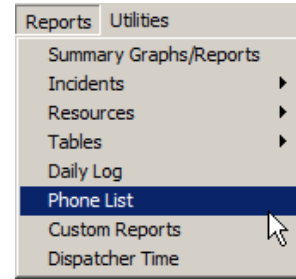 Reports Utilities
Summary Graphs/Reports
Incidents
Resources
Tables
Daily Log
Phone List
Custom Reports
Dispatcher Time